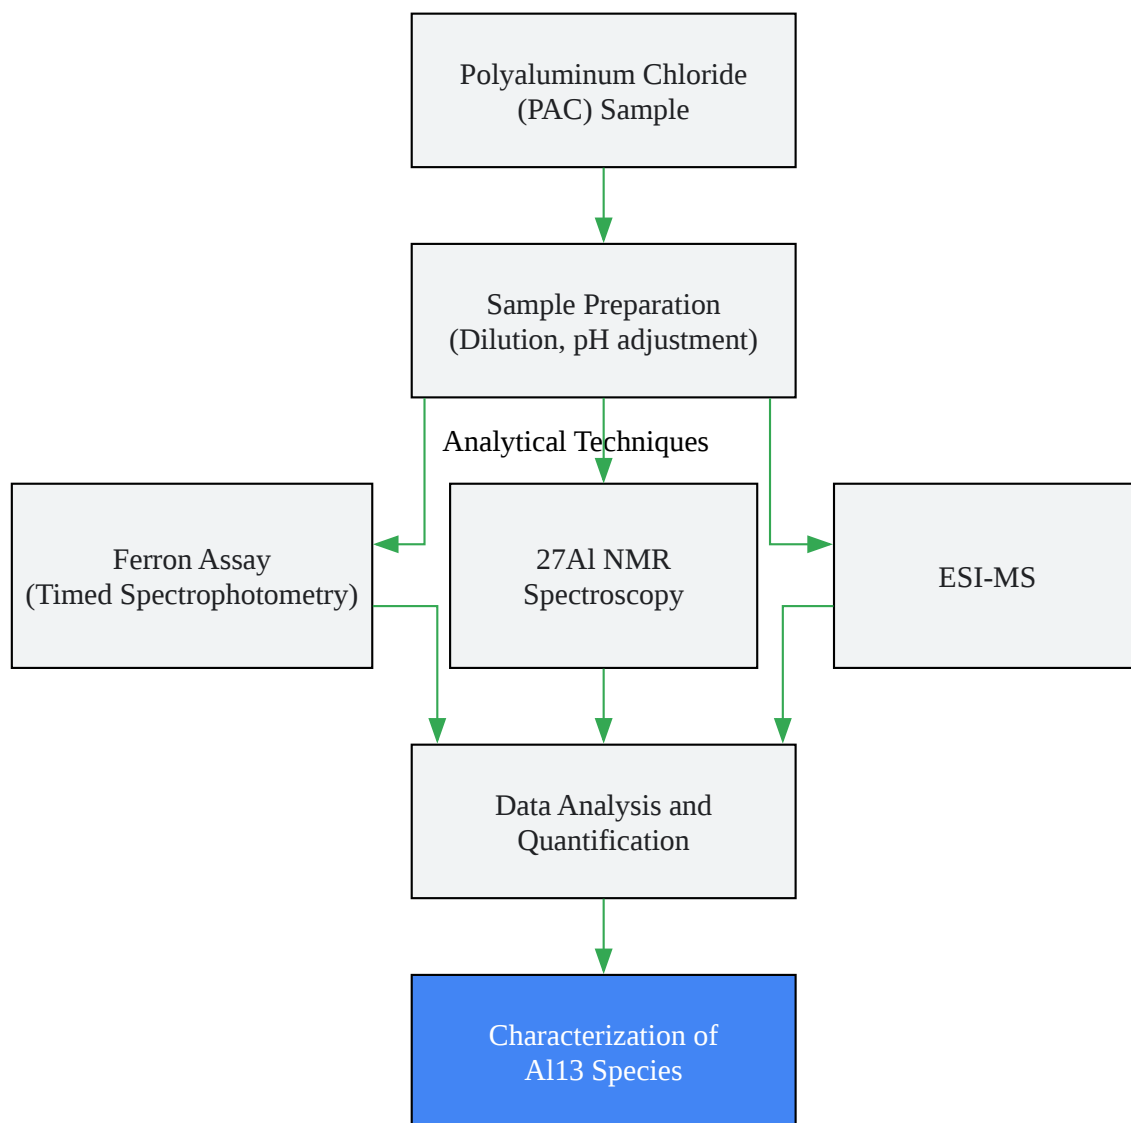 Polyaluminum Chloride
(PAC) Sample
Sample Preparation
(Dilution, pH adjustment)
Analytical Techniques
Ferron Assay
(Timed Spectrophotometry)
27Al NMR
Spectroscopy
ESI-MS
Data Analysis and
Quantification
Characterization of
Al13 Species